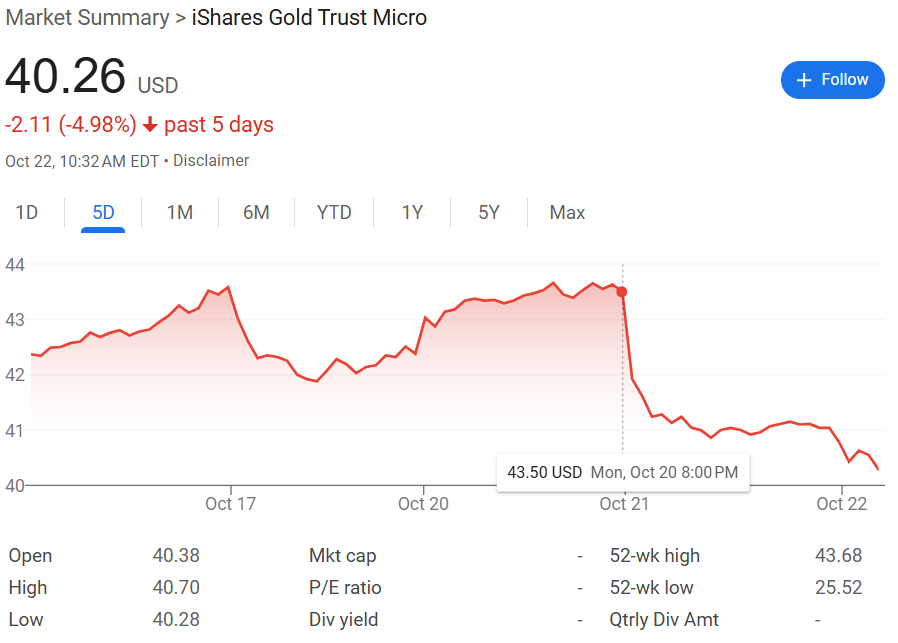 Market Summary > iShares Gold Trust Micro
40.26 USD
+ Follow
-2.11 (-4.98%) ↓ past 5 days
Oct 22, 10:32 AM EDT • Disclaimer
1D 5D 1M 6M YTD 1Y 5Y Max
44
43
42
41
40
43.50 USD Mon, Oct 20 8:00 PM
Oct 17 Oct 20 Oct 21 Oct 22
Open 40.38 Mkt cap - 52-wk high 43.68
High 40.70 P/E ratio - 52-wk low 25.52
Low 40.28 Div yield - Qtrly Div Amt -